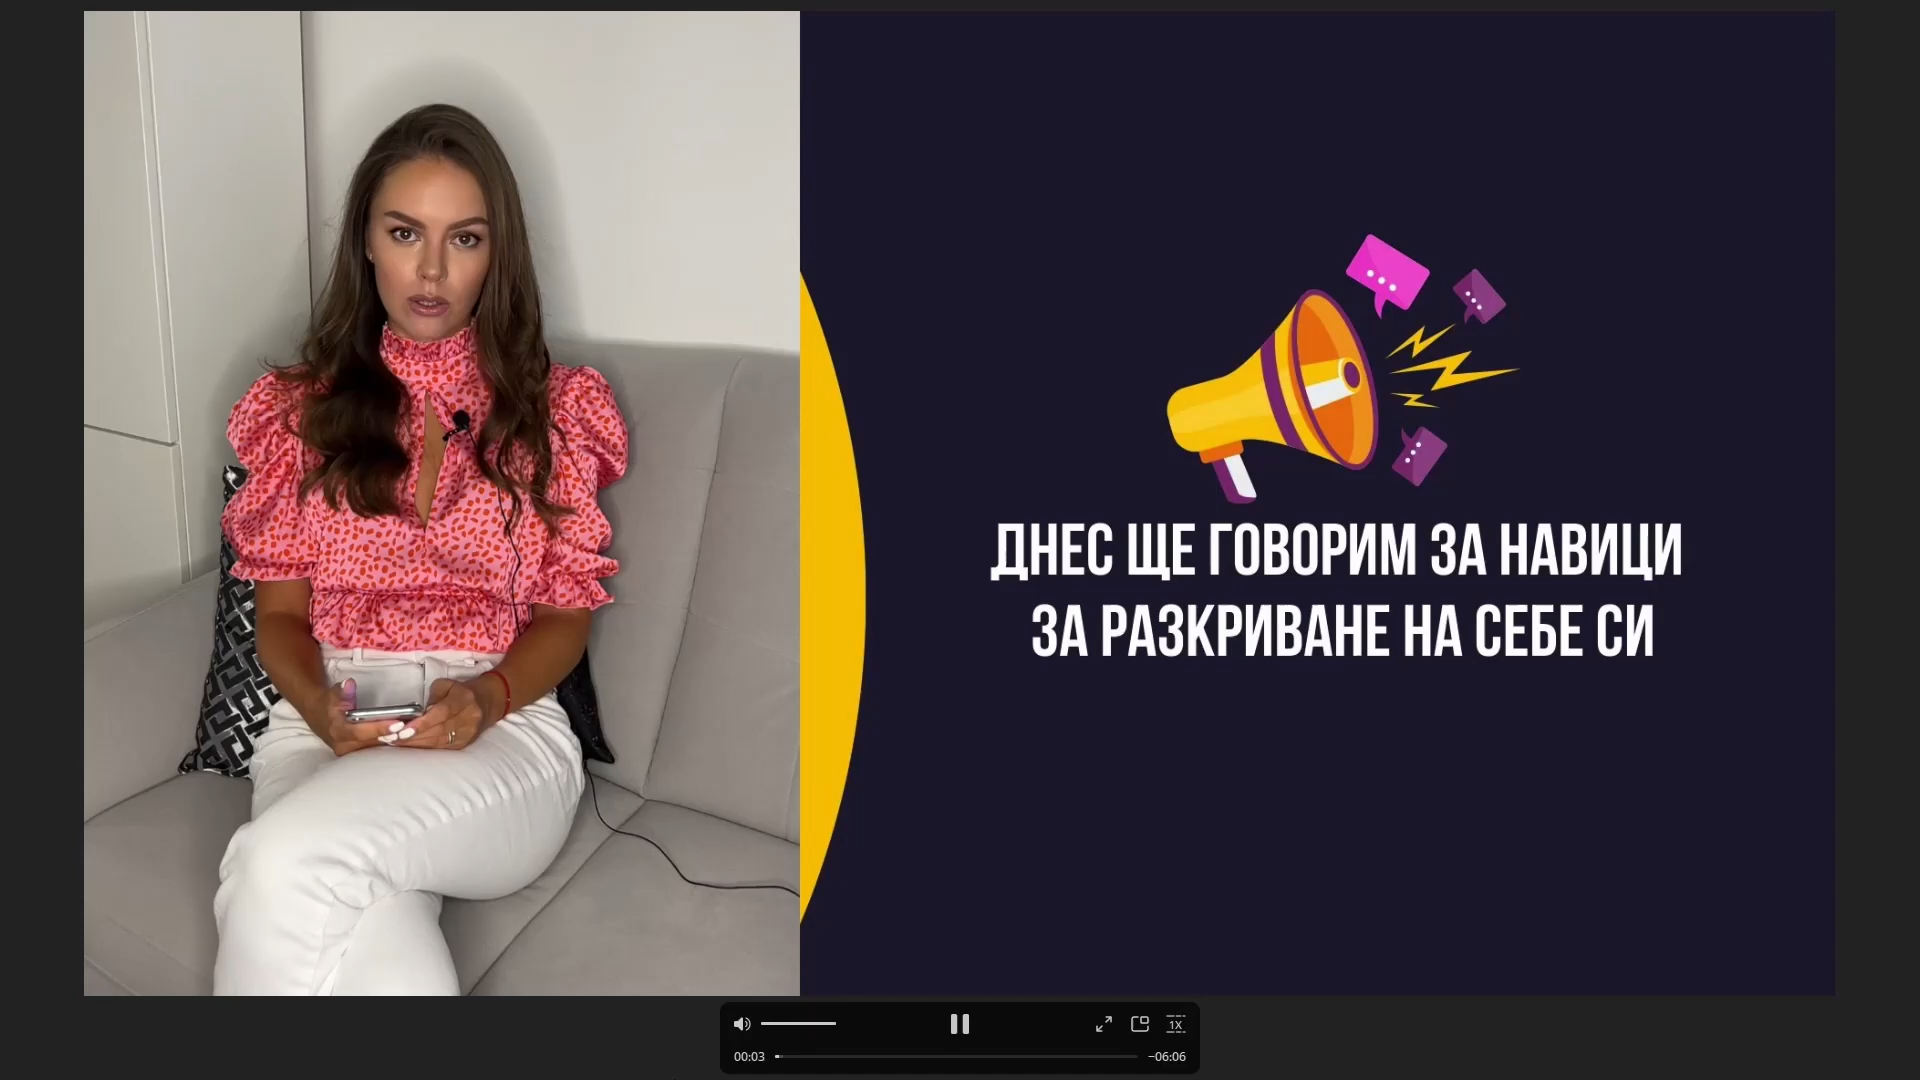 ДНЕС ЩЕ ГОВОРИМ ЗА НАВИЦИ
ЗА РАЗКРИВАНЕ НА СЕБЕ СИ
1X
00:03
−06:06